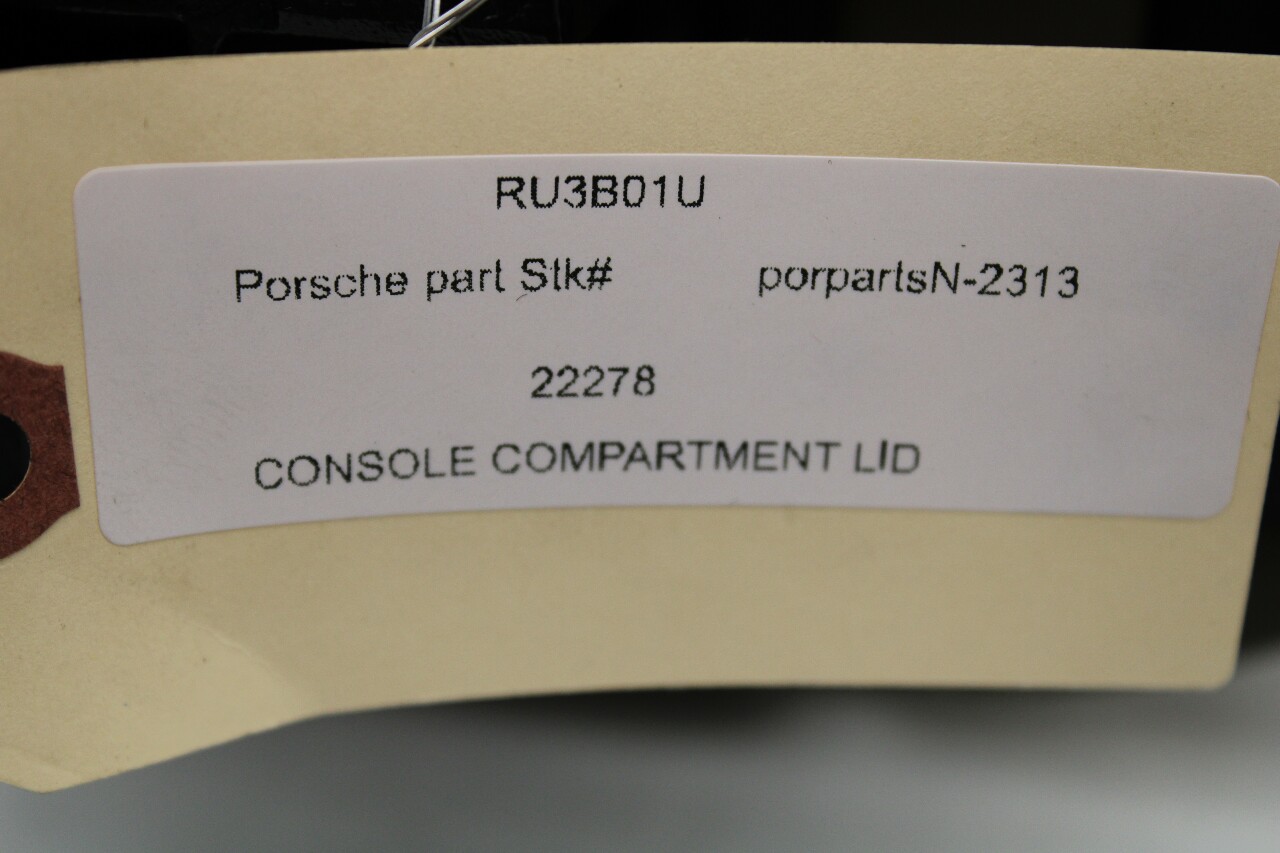 RU3B01U
Porsche part Stk# porpartsN-2313
22278
CONSOLE COMPARTMENT LID